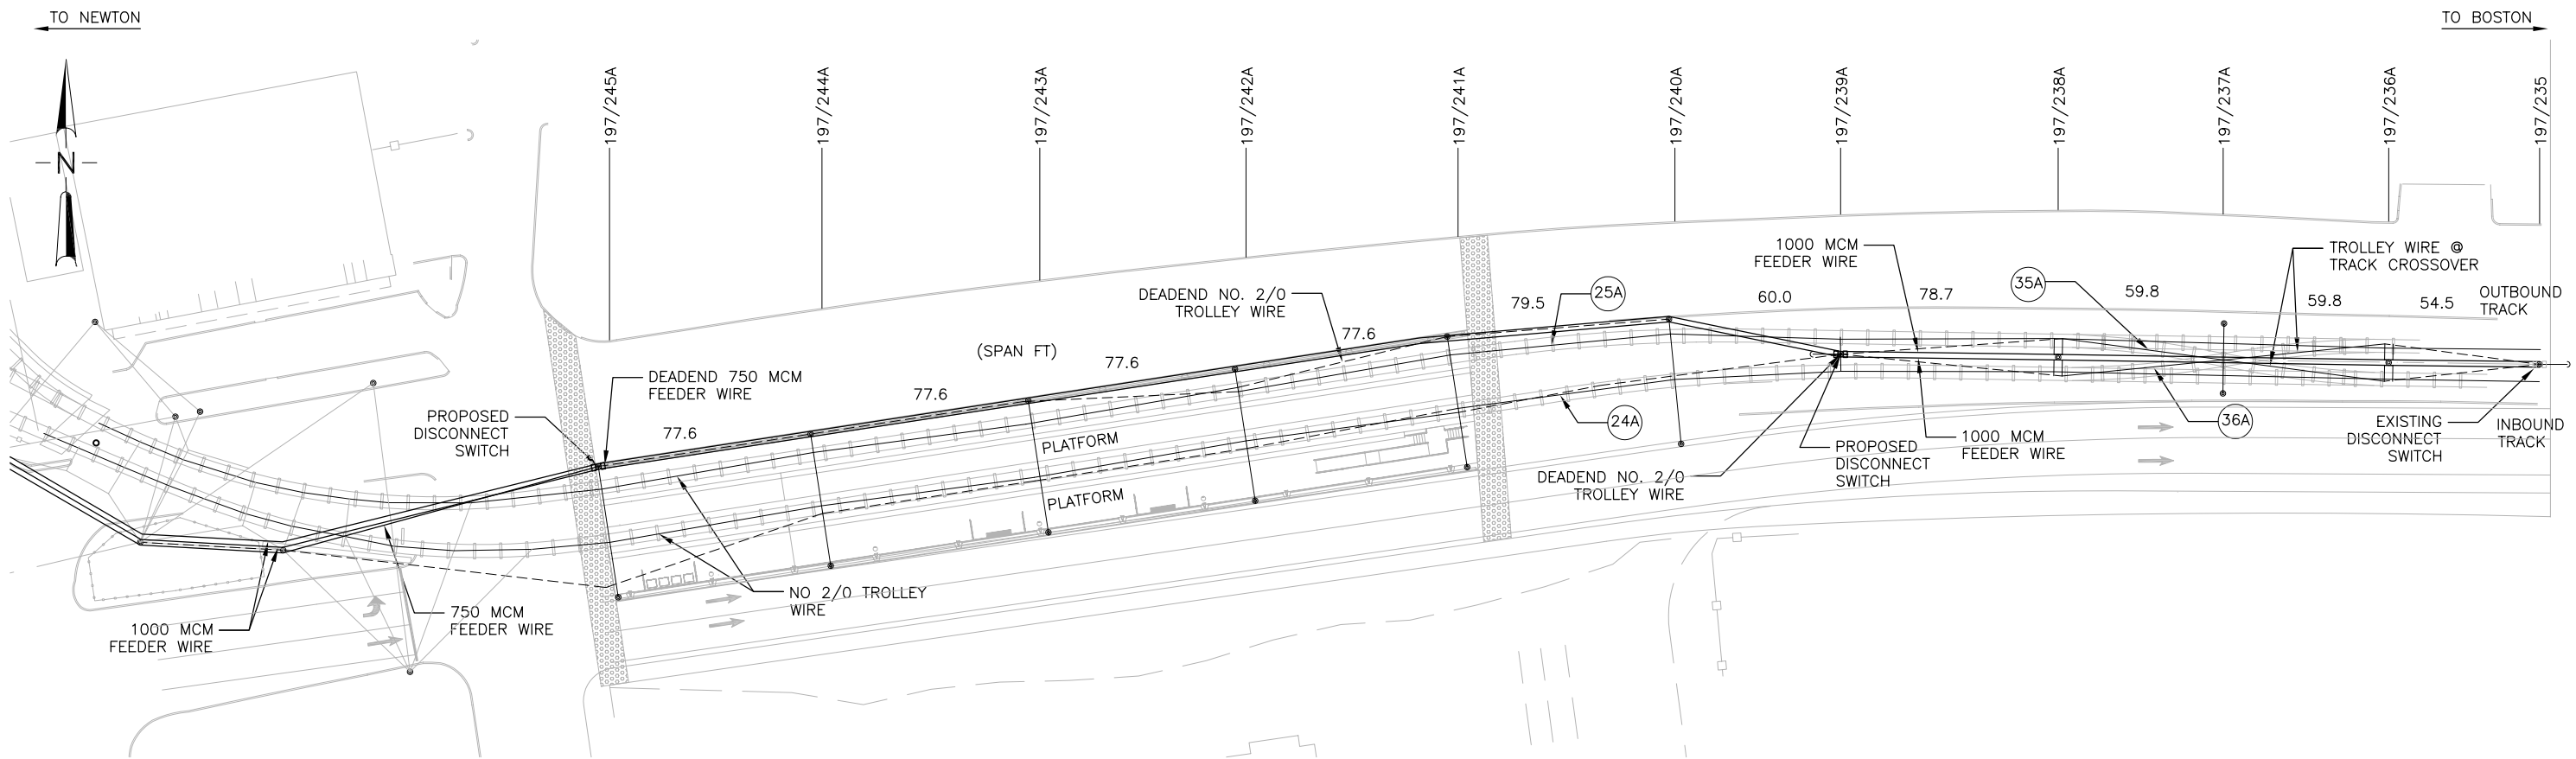 TO NEWTON
TO BOSTON
N
197/245A
197/244A
197/243A
197/242A
197/241A
197/240A
197/239A
197/238A
197/237A
197/236A
197/235
1000 MCM
FEEDER WIRE
35A
TROLLEY WIRE @
TRACK CROSSOVER
DEADEND NO. 2/0
TROLLEY WIRE
25A
79.5
60.0
78.7
59.8
59.8
54.5
OUTBOUND
TRACK
(SPAN FT)
77.6
77.6
77.6
77.6
DEADEND 750 MCM
FEEDER WIRE
PROPOSED
DISCONNECT
SWITCH
PLATFORM
PLATFORM
24A
36A
1000 MCM
FEEDER WIRE
EXISTING
DISCONNECT
SWITCH
INBOUND
TRACK
PROPOSED
DISCONNECT
SWITCH
DEADEND NO. 2/0
TROLLEY WIRE
NO 2/0 TROLLEY
WIRE
750 MCM
FEEDER WIRE
1000 MCM
FEEDER WIRE